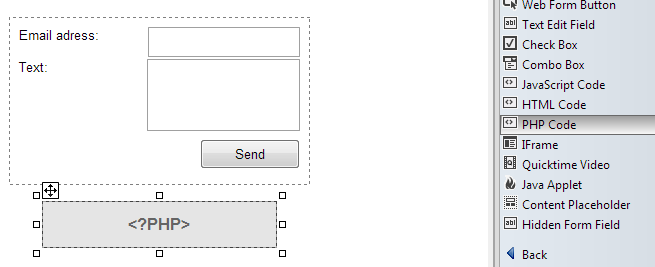 Email adress:
Text:
Send
<?PHP>
Web Form Button
Text Edit Field
Check Box
Combo Box
JavaScript Code
HTML Code
PHP Code
IFrame
Quicktime Video
Java Applet
Content Placeholder
Hidden Form Field
Back